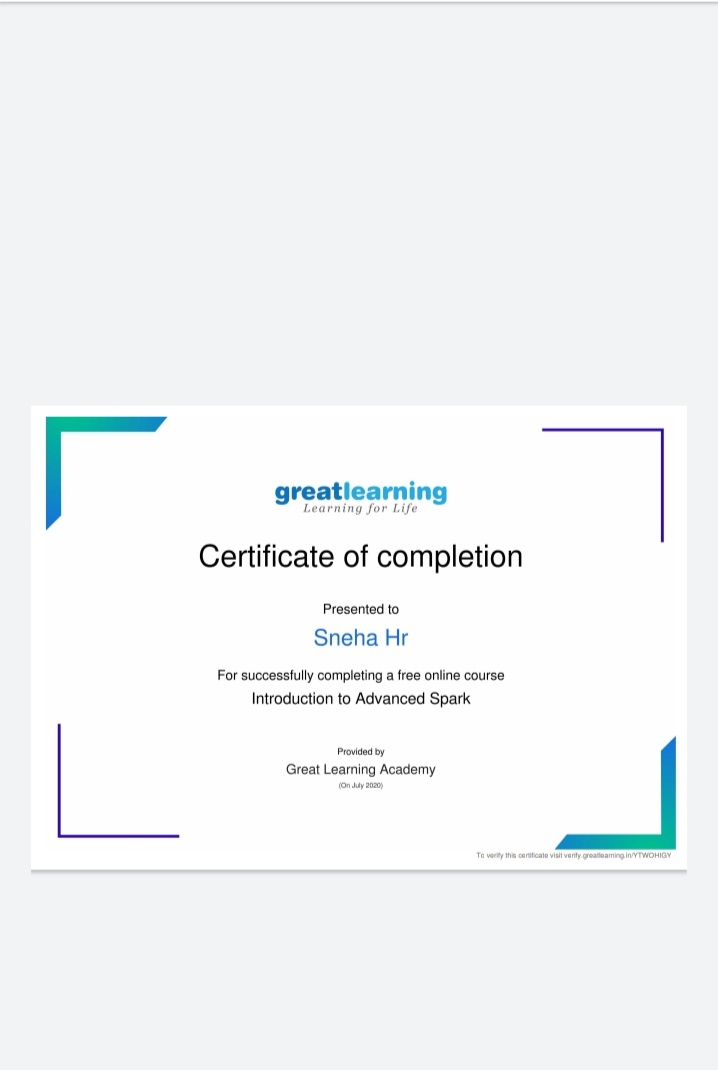 greatlearning
Learning for Life
Certificate of completion
Presented to
Sneha Hr
For successfully completing a free online course
Introduction to Advanced Spark
Provided by
Great Learning Academy
(On July 2020)
To verify this certificate visit verify.greatlearning.in/YTWOHIGY